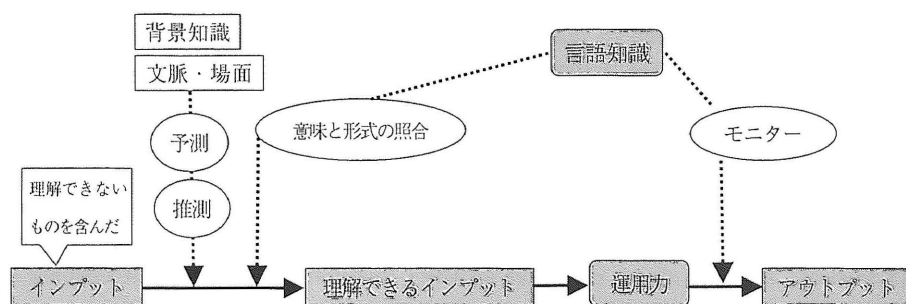 背景知識
文脈・場面
言語知識
予測
意味と形式の照合
モニター
理解できない
ものを含んだ
推測
インプット
理解できるインプット
運用力
アウトプット